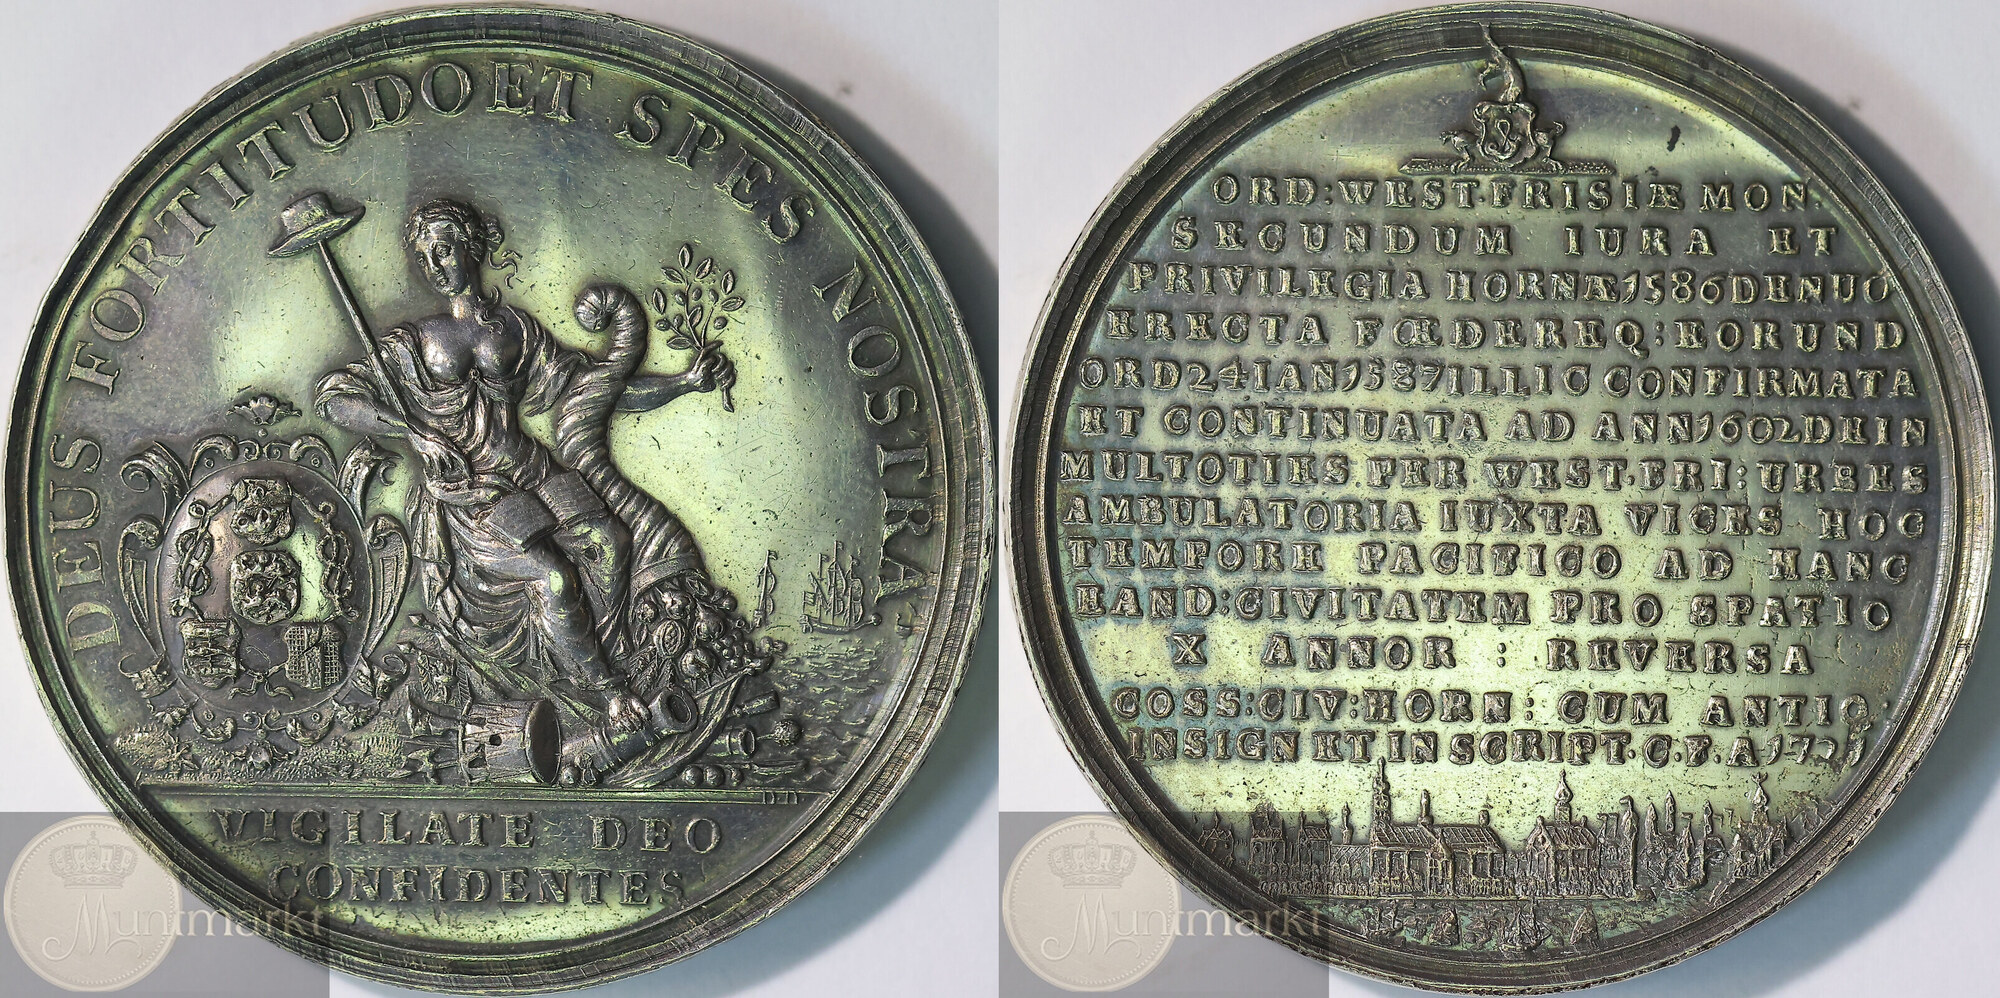 DEUS FORTITUDO ET SPES NOSTRA
D·D·
VIGILATE DEO
CONFIDENTES
Muntmarkt
ORD:WEST·FRISIÆ MON:
SECUNDUM IURA ET
PRIVILEGIA HORNÆ 1586 DENUO
ERECTA FŒDEREQ: EORUND
ORD 24 IAN 1587 ILLIC CONFIRMATA
ET CONTINUATA AD ANN 1602 DEIN
MULTOTIES PER WEST·FRI: URBES
AMBULATORIA IUXTA VICES HOC
TEMPORE PACIFICO AD HANC
EAND: CIVITATEM PRO SPATIO
X ANNOR : REVERSA
COSS:CIV:HORN: CUM ANTIQ·
INSIGN ET INSCRIPT·C·F·A 1721
Muntmarkt